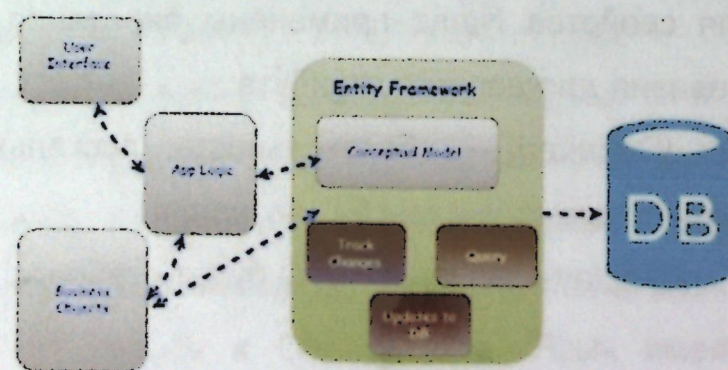 User
Interface
App Logic
Business
Objects
Entity Framework
Conceptual Model
Track
Changes
Query
Updates to
DB
DB